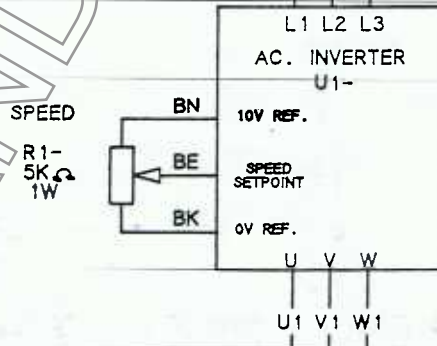 L1 L2 L3
AC. INVERTER
U1-
SPEED
BN
10V REF.
R1-
5KΩ
1W
BE
SPEED
SETPOINT
BK
0V REF.
U V W
U1 V1 W1